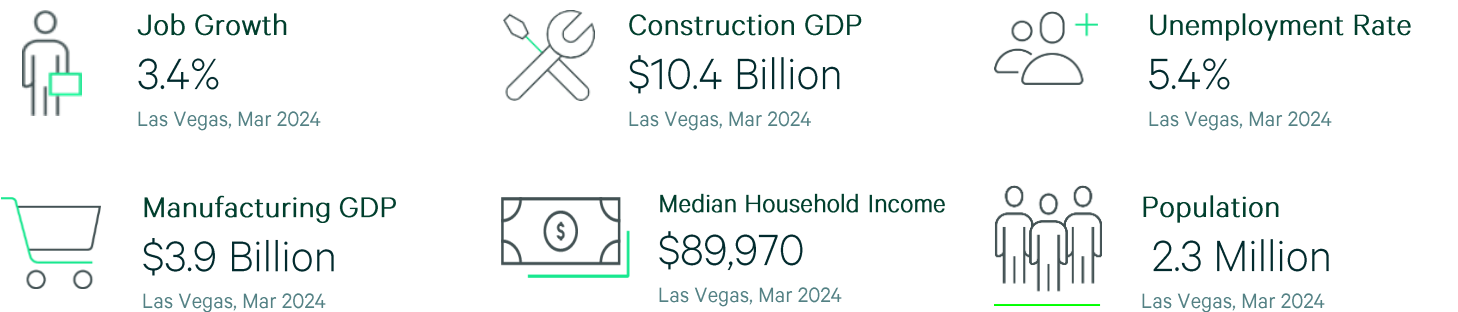 Job Growth
3.4%
Las Vegas, Mar 2024
Construction GDP
$10.4 Billion
Las Vegas, Mar 2024
Unemployment Rate
5.4%
Las Vegas, Mar 2024
Manufacturing GDP
$3.9 Billion
Las Vegas, Mar 2024
$
Median Household Income
$89,970
Las Vegas, Mar 2024
Population
2.3 Million
Las Vegas, Mar 2024